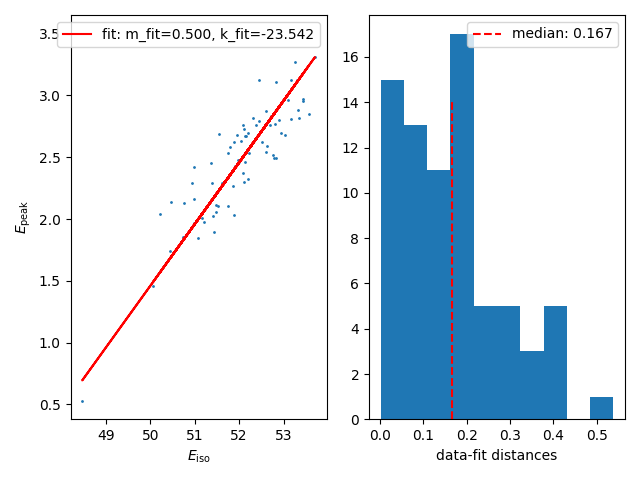 fit: m_fit=0.500, k_fit=-23.542
3.5
3.0
2.5
2.0
1.5
1.0
0.5
E_peak
49 50 51 52 53
E_iso
median: 0.167
16
14
12
10
8
6
4
2
0
0.0 0.1 0.2 0.3 0.4 0.5
data-fit distances